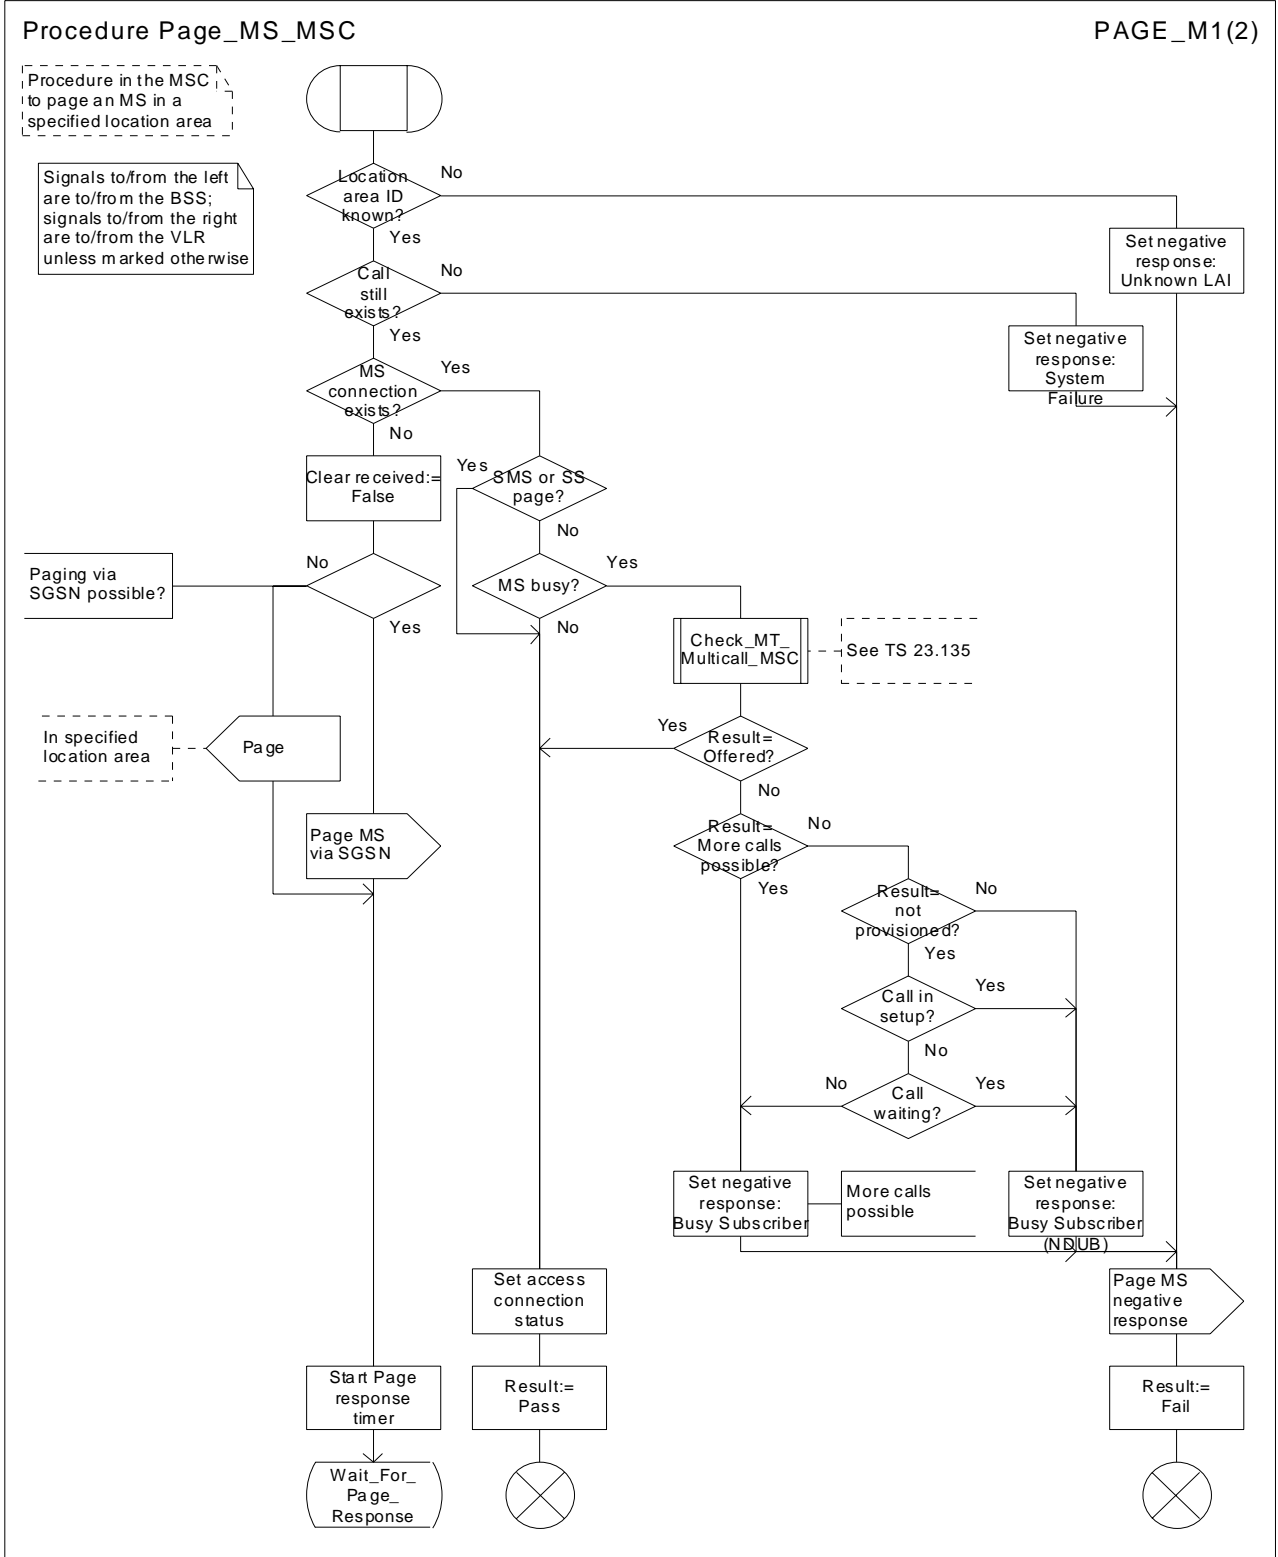 Procedure Page_MS_MSC
PAGE_M1(2)
Procedure in the MSC
to page an MS in a
specified location area
Signals to/from the left
are to/from the BSS;
signals to/from the right
are to/from the VLR
unless marked otherwise
Location
area ID
known?
No
Yes
Set negative
response:
Unknown LAI
Call
still
exists?
No
Yes
Set negative
response:
System
Failure
MS
connection
exists?
Yes
No
Clear received:=
False
Yes
SMS or SS
page?
No
Paging via
SGSN possible?
No
Yes
MS busy?
Yes
No
Check_MT_
Multicall_MSC
See TS 23.135
In specified
location area
Page
Yes
Result=
Offered?
No
Page MS
via SGSN
Result=
More calls
possible?
No
Yes
Result=
not
provisioned?
No
Yes
Call in
setup?
Yes
No
No
Call
waiting?
Yes
Set negative
response:
Busy Subscriber
More calls
possible
Set negative
response:
Busy Subscriber
(NDUB)
Set access
connection
status
Page MS
negative
response
Start Page
response
timer
Result:=
Pass
Result:=
Fail
Wait_For_
Page_
Response